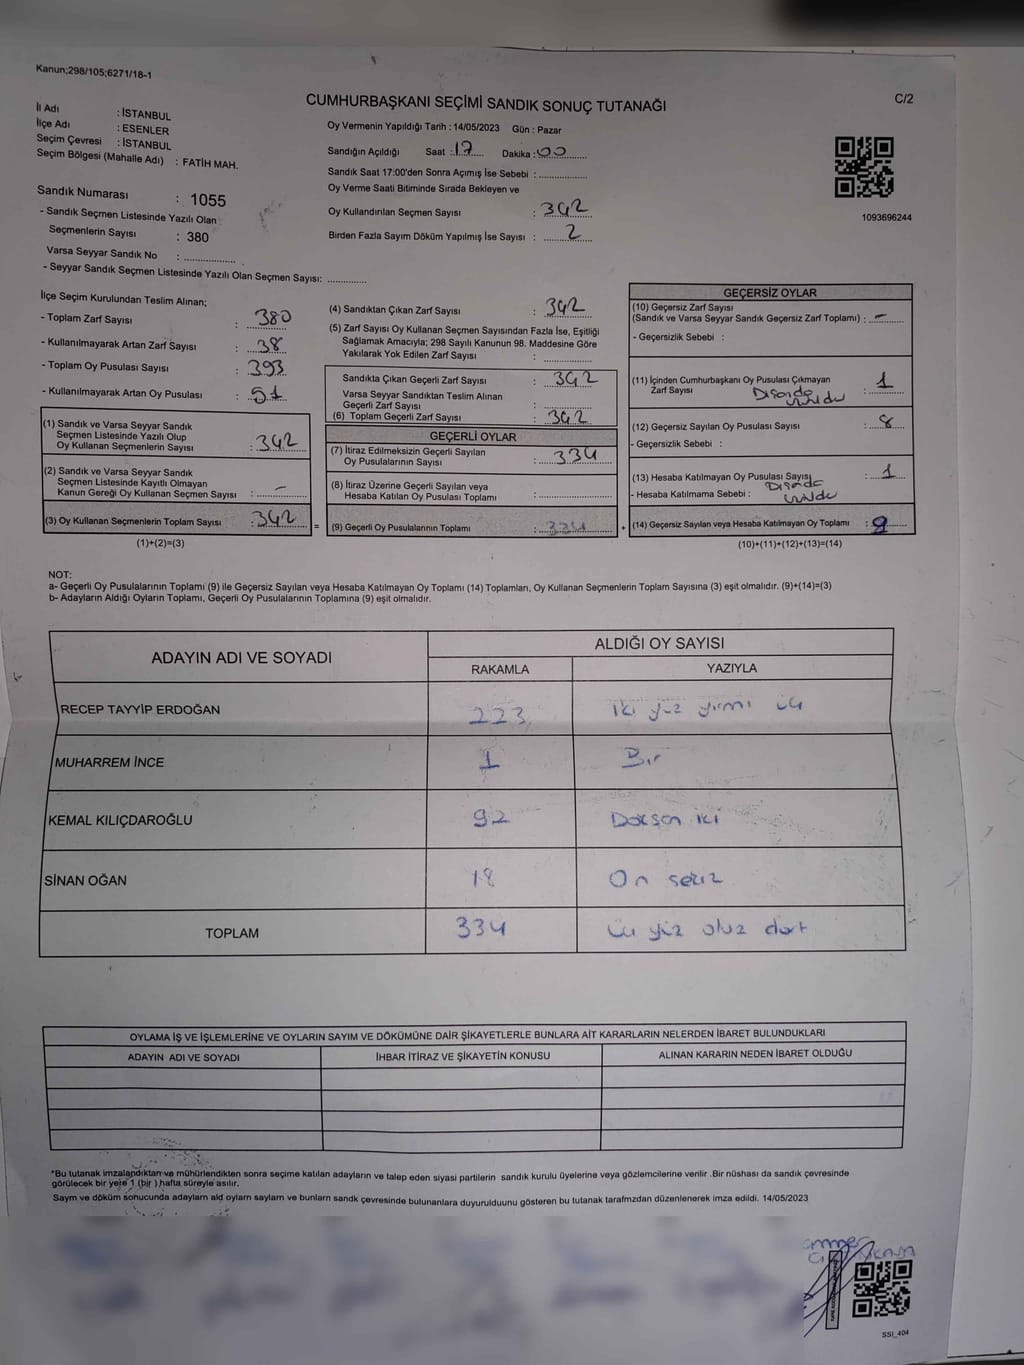 Kanun;298/105;6271/18-1
C/2
CUMHURBAŞKANI SEÇİMİ SANDIK SONUÇ TUTANAĞI
İl Adı : İSTANBUL
İlçe Adı : ESENLER
Seçim Çevresi : İSTANBUL
Seçim Bölgesi (Mahalle Adı) : FATİH MAH.
Sandık Numarası : 1055
- Sandık Seçmen Listesinde Yazılı Olan
Seçmenlerin Sayısı : 380
Varsa Seyyar Sandık No : ..................
- Seyyar Sandık Seçmen Listesinde Yazılı Olan Seçmen Sayısı: ..............
Oy Vermenin Yapıldığı Tarih : 14/05/2023 Gün : Pazar
Sandığın Açıldığı Saat : 17 Dakika : 00
Sandık Saat 17:00'den Sonra Açımış İse Sebebi : ................
Oy Verme Saati Bitiminde Sırada Bekleyen ve
Oy Kullandırılan Seçmen Sayısı : 342
Birden Fazla Sayım Döküm Yapılmış İse Sayısı : 2
1093696244
İlçe Seçim Kurulundan Teslim Alınan;
- Toplam Zarf Sayısı : 380
- Kullanılmayarak Artan Zarf Sayısı : 38
- Toplam Oy Pusulası Sayısı : 393
- Kullanılmayarak Artan Oy Pusulası : 51
(1) Sandık ve Varsa Seyyar Sandık
Seçmen Listesinde Yazılı Olup
Oy Kullanan Seçmenlerin Sayısı : 342
(2) Sandık ve Varsa Seyyar Sandık
Seçmen Listesinde Kayıtlı Olmayan
Kanun Gereği Oy Kullanan Seçmen Sayısı : -
(3) Oy Kullanan Seçmenlerin Toplam Sayısı : 342
(1)+(2)=(3)
=
(4) Sandıktan Çıkan Zarf Sayısı : 342
(5) Zarf Sayısı Oy Kullanan Seçmen Sayısından Fazla İse, Eşitliği
Sağlamak Amacıyla; 298 Sayılı Kanunun 98. Maddesine Göre
Yakılarak Yok Edilen Zarf Sayısı : ................
Sandıkta Çıkan Geçerli Zarf Sayısı : 342
Varsa Seyyar Sandıktan Teslim Alınan
Geçerli Zarf Sayısı : ................
(6) Toplam Geçerli Zarf Sayısı : 342
GEÇERLİ OYLAR
(7) İtiraz Edilmeksizin Geçerli Sayılan
Oy Pusulalarının Sayısı : 334
(8) İtiraz Üzerine Geçerli Sayılan veya
Hesaba Katılan Oy Pusulası Toplamı : ................
(9) Geçerli Oy Pusulalarının Toplamı : 334
+
GEÇERSİZ OYLAR
(10) Geçersiz Zarf Sayısı
(Sandık ve Varsa Seyyar Sandık Geçersiz Zarf Toplamı) : -
- Geçersizlik Sebebi :
(11) İçinden Cumhurbaşkanı Oy Pusulası Çıkmayan
Zarf Sayısı : 1
(12) Geçersiz Sayılan Oy Pusulası Sayısı : 8
- Geçersizlik Sebebi :
(13) Hesaba Katılmayan Oy Pusulası Sayısı : 1
- Hesaba Katılmama Sebebi :
(14) Geçersiz Sayılan veya Hesaba Katılmayan Oy Toplamı :
(10)+(11)+(12)+(13)=(14)
NOT:
a- Geçerli Oy Pusulalarının Toplamı (9) ile Geçersiz Sayılan veya Hesaba Katılmayan Oy Toplamı (14) Toplamları, Oy Kullanan Seçmenlerin Toplam Sayısına (3) eşit olmalıdır. (9)+(14)=(3)
b- Adayların Aldığı Oyların Toplamı, Geçerli Oy Pusulalarının Toplamına (9) eşit olmalıdır.
ADAYIN ADI VE SOYADI
ALDIĞI OY SAYISI
RAKAMLA YAZIYLA
RECEP TAYYİP ERDOĞAN 223 iki yüz yirmi üç
MUHARREM İNCE 1 Bir
KEMAL KILIÇDAROĞLU 92 Doksan iki
SİNAN OĞAN 18 On sekiz
TOPLAM 334 üç yüz otuz dört
OYLAMA İŞ VE İŞLEMLERİNE VE OYLARIN SAYIM VE DÖKÜMÜNE DAİR ŞİKAYETLERLE BUNLARA AİT KARARLARIN NELERDEN İBARET BULUNDUKLARI
ADAYIN ADI VE SOYADI İHBAR İTİRAZ VE ŞİKAYETİN KONUSU ALINAN KARARIN NEDEN İBARET OLDUĞU
*Bu tutanak imzalandıktan ve mühürlendikten sonra seçime katılan adayların ve talep eden siyasi partilerin sandık kurulu üyelerine veya gözlemcilerine verilir .Bir nüshası da sandık çevresinde
görülecek bir yere 1 (bir ) hafta süreyle asılır.
Sayım ve döküm sonucunda adayların ald oyların sayların ve bunların sandk çevresinde bulunanlara duyurulduunu gösteren bu tutanak tarafmzdan düzenlenerek imza edildi. 14/05/2023
SSI_404